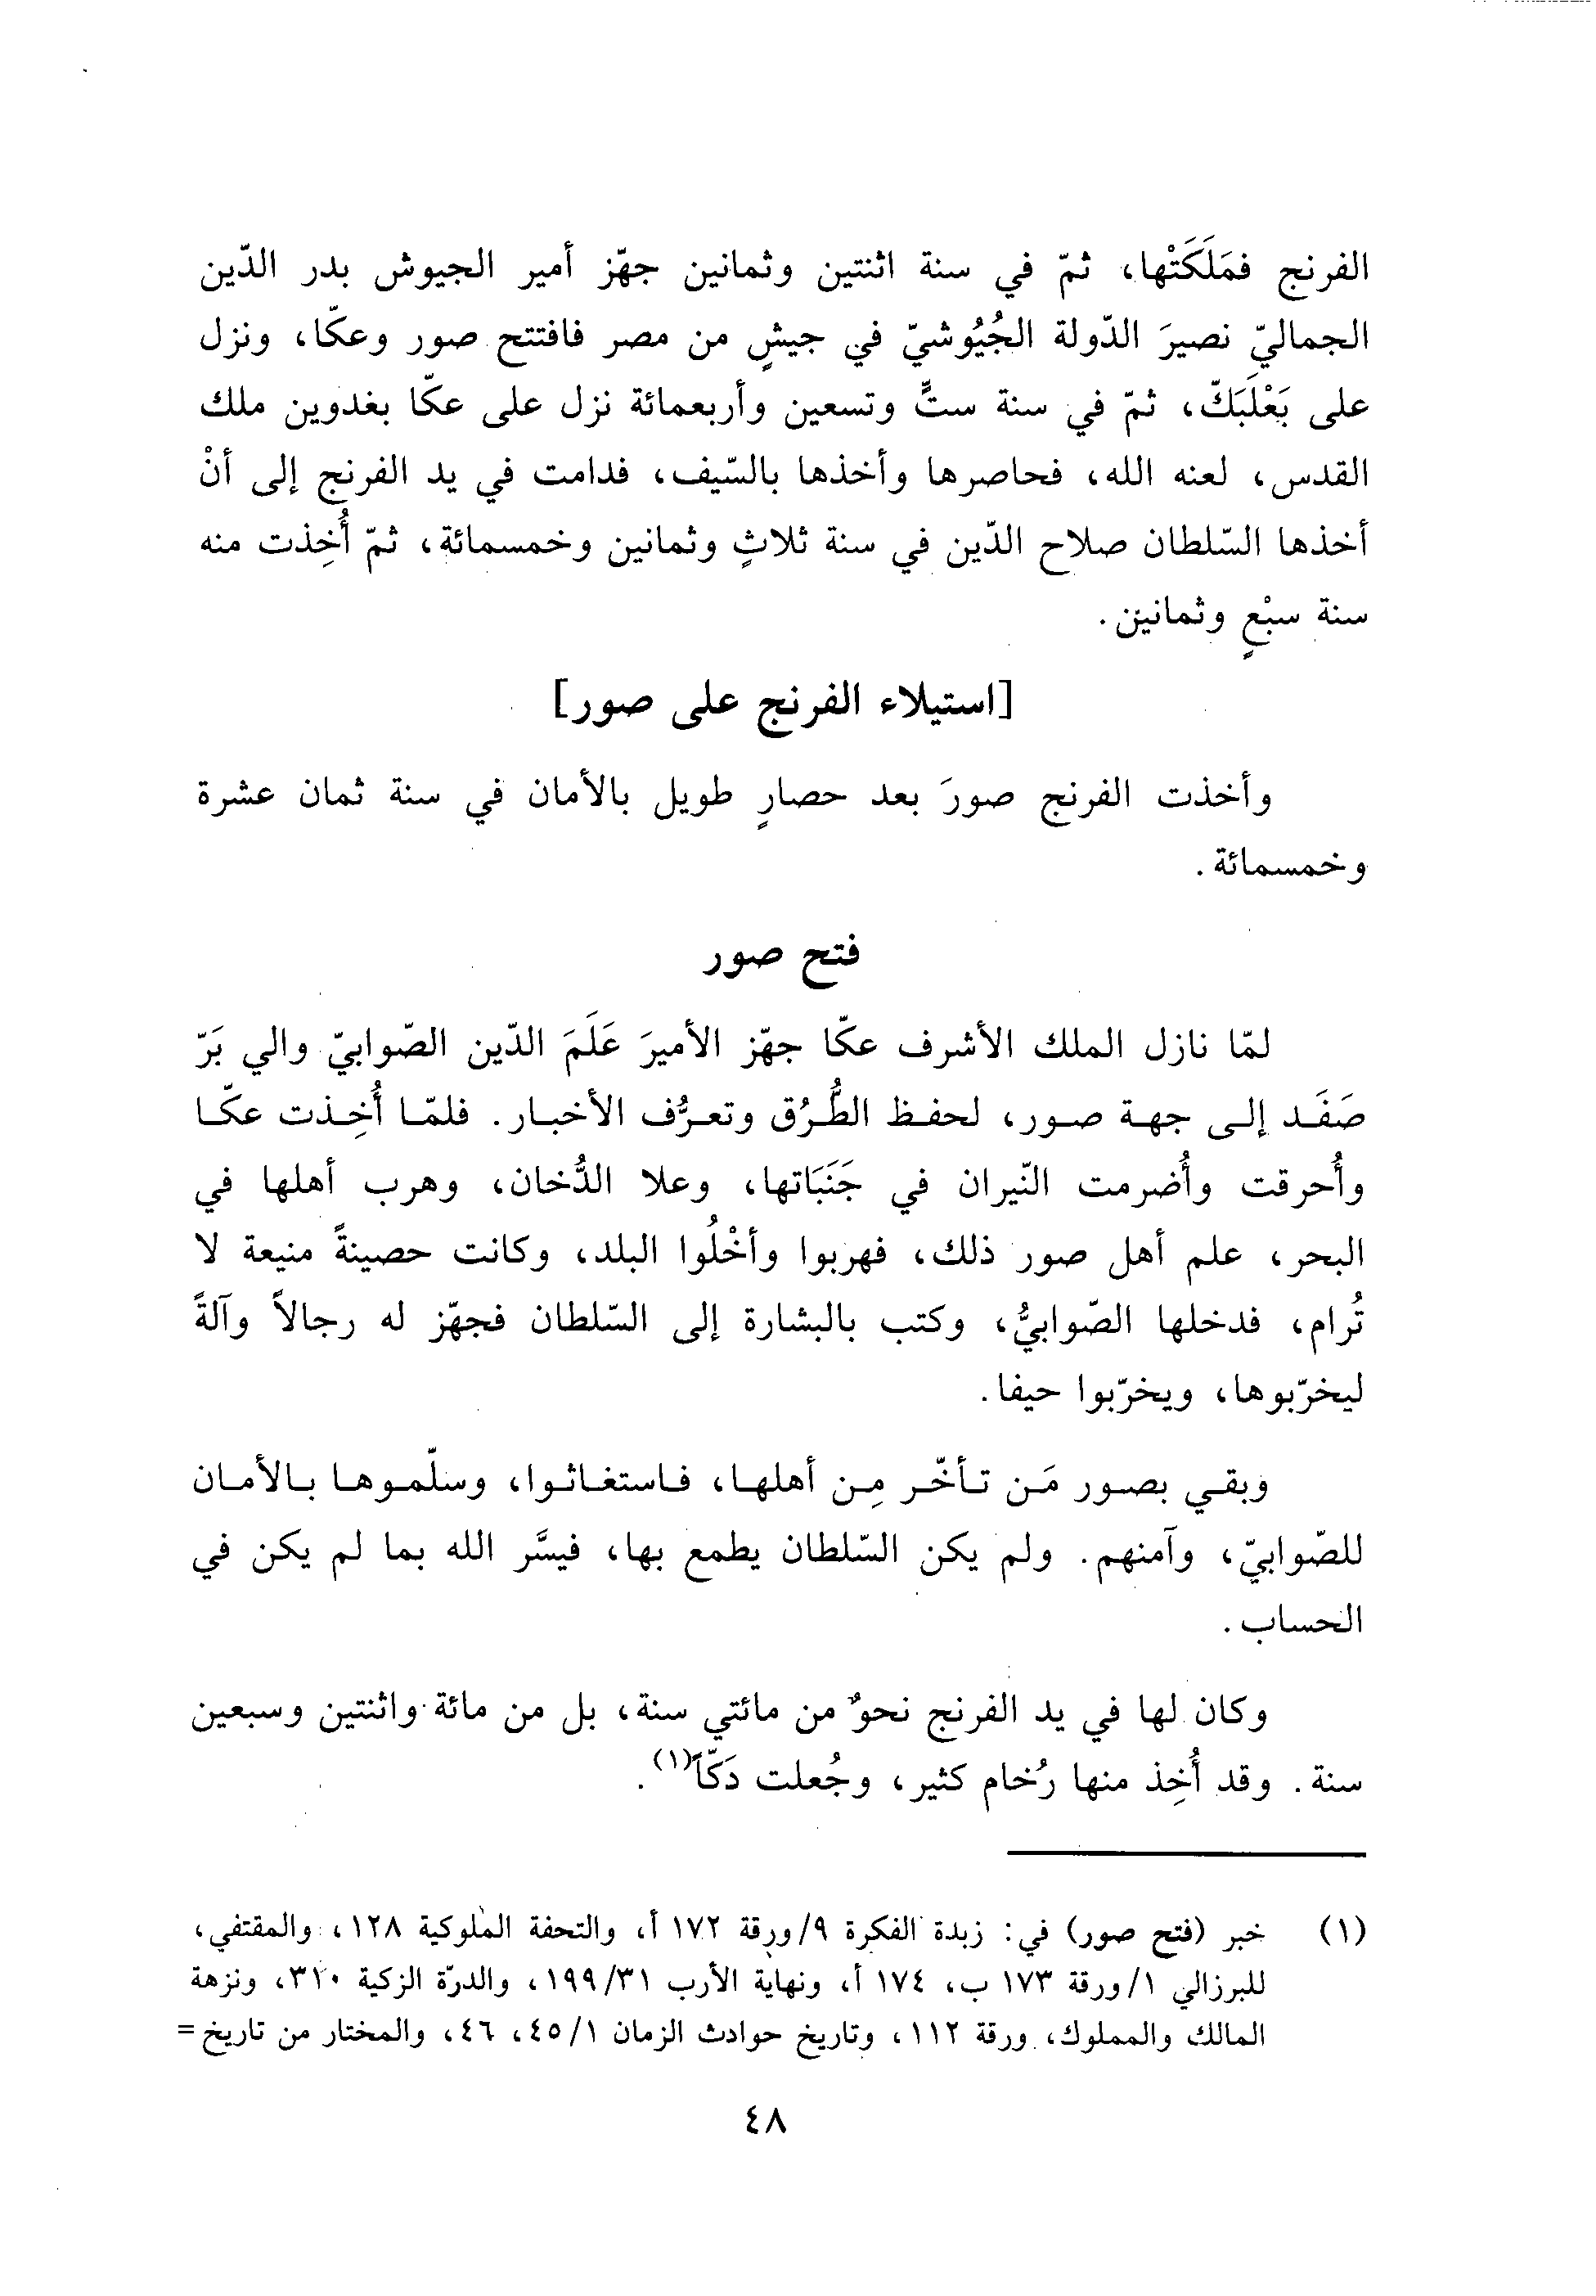 الفرنج فمَلَكَتْها، ثمّ في سنة اثنتين وثمانين جهّز أمير الجيوش بدر الدّين
الجماليّ نصيرَ الدّولة الجُيُوشيّ في جيشٍ من مصر فافتتح صور وعكّا، ونزل
على بَعْلَبَكّ، ثمّ في سنة ستٍّ وتسعين وأربعمائة نزل على عكّا بغدوين ملك
القدس، لعنه الله، فحاصرها وأخذها بالسّيف، فدامت في يد الفرنج إلى أنْ
أخذها السّلطان صلاح الدّين في سنة ثلاثٍ وثمانين وخمسمائة، ثمّ أُخِذت منه
سنة سبْعٍ وثمانين.
[استيلاء الفرنج على صور]
وأخذت الفرنج صورَ بعد حصارٍ طويل بالأمان في سنة ثمان عشرة
وخمسمائة.
فتح صور
لمّا نازل الملك الأشرف عكّا جهّز الأميرَ عَلَمَ الدّين الصّوابيّ والي بَرّ
صَفَد إلى جهة صور، لحفظ الطُّرُق وتعرُّف الأخبار. فلمّا أُخِذت عكّا
وأُحرقت وأُضرمت النّيران في جَنَبَاتها، وعلا الدُّخان، وهرب أهلها في
البحر، علم أهل صور ذلك، فهربوا وأخْلُوا البلد، وكانت حصينةً منيعة لا
تُرام، فدخلها الصّوابيُّ، وكتب بالبشارة إلى السّلطان فجهّز له رجالاً وآلةً
ليخرّبوها، ويخرّبوا حيفا.
وبقي بصور مَن تأخّر مِن أهلها، فاستغاثوا، وسلّموها بالأمان
للصّوابيّ، وآمنهم. ولم يكن السّلطان يطمع بها، فيسَّر الله بما لم يكن في
الحساب.
وكان لها في يد الفرنج نحوٌ من مائتي سنة، بل من مائة واثنتين وسبعين
سنة. وقد أُخِذ منها رُخام كثير، وجُعلت دَكّاً(١).
(١) خبر (فتح صور) في: زبدة الفكرة ٩/ورقة ١٧٢ أ، والتحفة الملوكية ١٢٨، والمقتفي،
للبرزالي ١/ورقة ١٧٣ ب، ١٧٤ أ، ونهاية الأرب ١٩٩/٣١، والدرّة الزكية ٣١٠، ونزهة
المالك والمملوك، ورقة ١١٢، وتاريخ حوادث الزمان ٤٥/١، ٤٦، والمختار من تاريخ=
٤٨